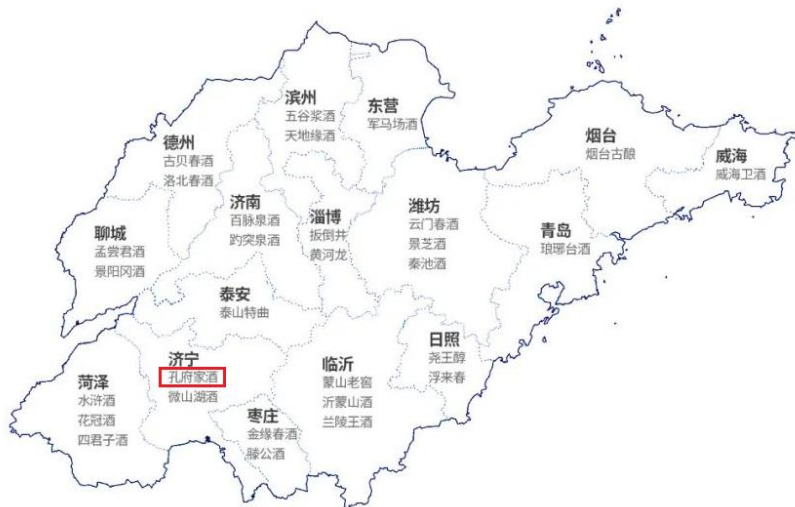 滨州
五谷浆酒
天地缘酒
东营
军马场酒
德州
古贝春酒
洛北春酒
烟台
烟台古酿
威海
威海卫酒
济南
百脉泉酒
趵突泉酒
淄博
扳倒井
黄河龙
潍坊
云门春酒
景芝酒
秦池酒
青岛
琅琊台酒
聊城
孟尝君酒
景阳冈酒
泰安
泰山特曲
日照
尧王醇
浮来春
济宁
孔府家酒
微山湖酒
临沂
蒙山老窖
沂蒙山酒
兰陵王酒
菏泽
水浒酒
花冠酒
四君子酒
枣庄
金缘春酒
滕公酒